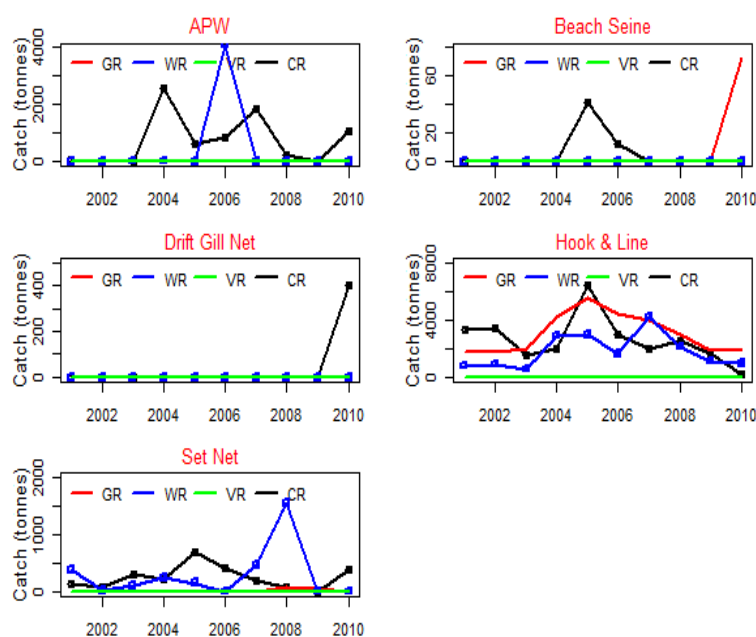 APW
Catch (tonnes)
0 2000 4000
GR WR VR CR
2002 2004 2006 2008 2010
Beach Seine
Catch (tonnes)
0 20 60
GR WR VR CR
2002 2004 2006 2008 2010
Drift Gill Net
Catch (tonnes)
0 200 400
GR WR VR CR
2002 2004 2006 2008 2010
Hook & Line
Catch (tonnes)
0 4000 8000
GR WR VR CR
2002 2004 2006 2008 2010
Set Net
Catch (tonnes)
0 1000 2000
GR WR VR CR
2002 2004 2006 2008 2010